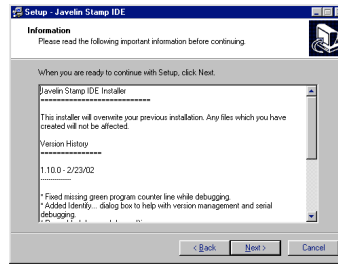 Setup - Javelin Stamp IDE
Information
Please read the following important information before continuing.
When you are ready to continue with Setup, click Next.
Javelin Stamp IDE Installer
===========================
This installer will overwrite your previous installation. Any files which you have
created will not be affected.
Version History
===============
1.10.0 - 2/23/02
--------------
* Fixed missing green program counter line while debugging.
* Added Identify... dialog box to help with version management and serial
debugging.
< Back
Next >
Cancel